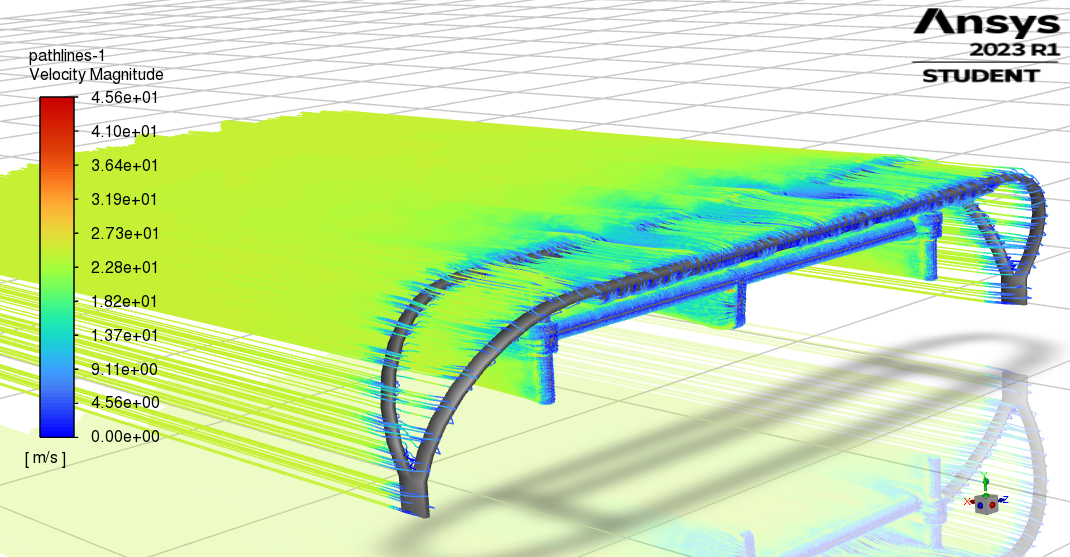 Ansys
2023 R1
STUDENT
pathlines-1
Velocity Magnitude
4.56e+01
4.10e+01
3.64e+01
3.19e+01
2.73e+01
2.28e+01
1.82e+01
1.37e+01
9.11e+00
4.56e+00
0.00e+00
[ m/s ]
Y
X
Z